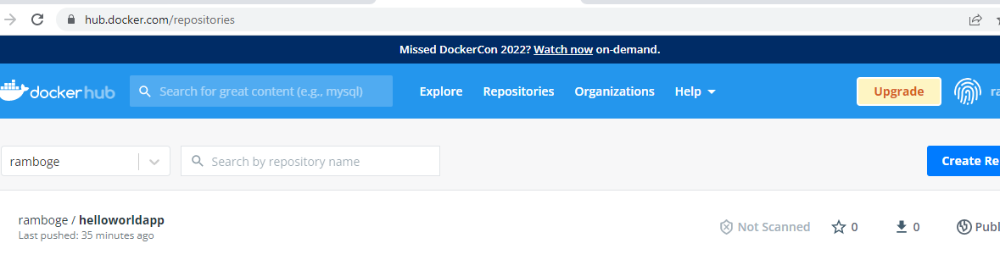 hub.docker.com/repositories
Missed DockerCon 2022? Watch now on-demand.
dockerhub Search for great content (e.g., mysql) Explore Repositories Organizations Help Upgrade ra
ramboge Search by repository name Create Re
ramboge / helloworldapp
Last pushed: 35 minutes ago
Not Scanned 0 0 Publ